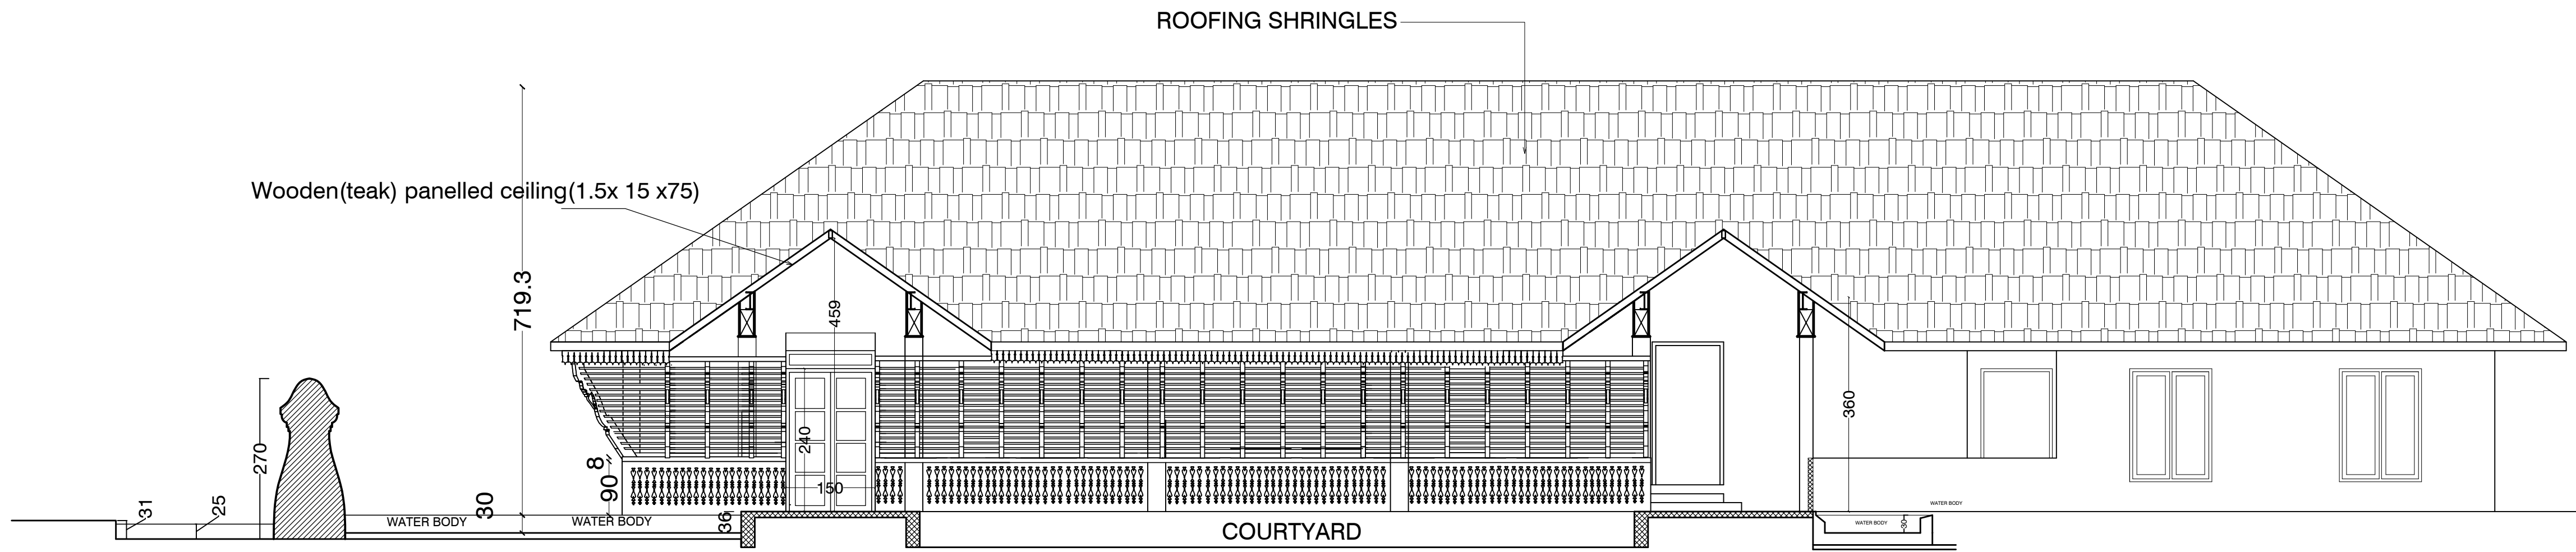 ROOFING SHRINGLES
Wooden(teak) panelled ceiling(1.5x 15 x75)
719.3
459
360
240
270
8
90
150
30
31
25
36
WATER BODY
WATER BODY
COURTYARD
WATER BODY
WATER BODY
30